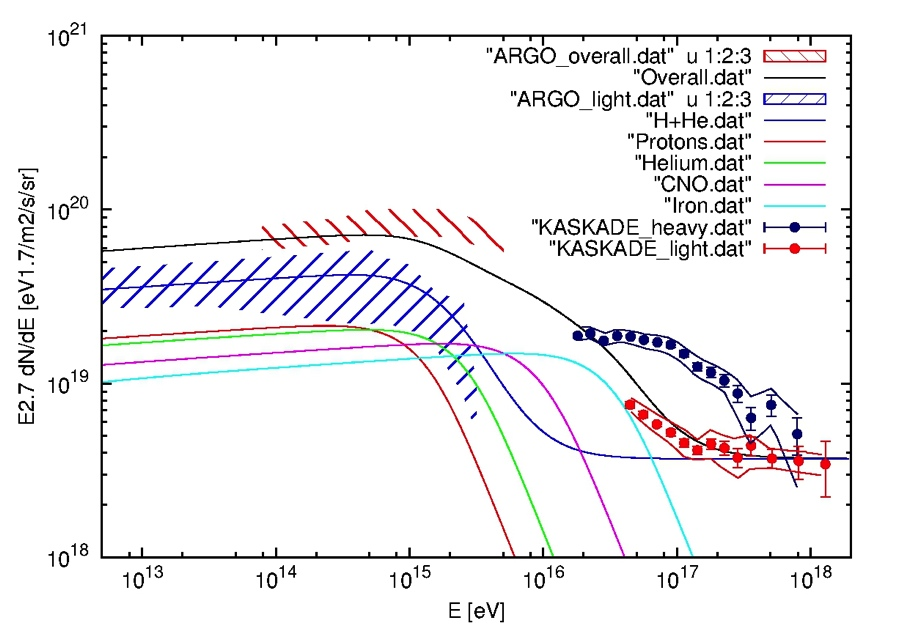 10^21
10^20
10^19
10^18
E2.7 dN/dE [eV1.7/m2/s/sr]
"ARGO_overall.dat" u 1:2:3
"Overall.dat"
"ARGO_light.dat" u 1:2:3
"H+He.dat"
"Protons.dat"
"Helium.dat"
"CNO.dat"
"Iron.dat"
"KASKADE_heavy.dat"
"KASKADE_light.dat"
10^13 10^14 10^15 10^16 10^17 10^18
E [eV]